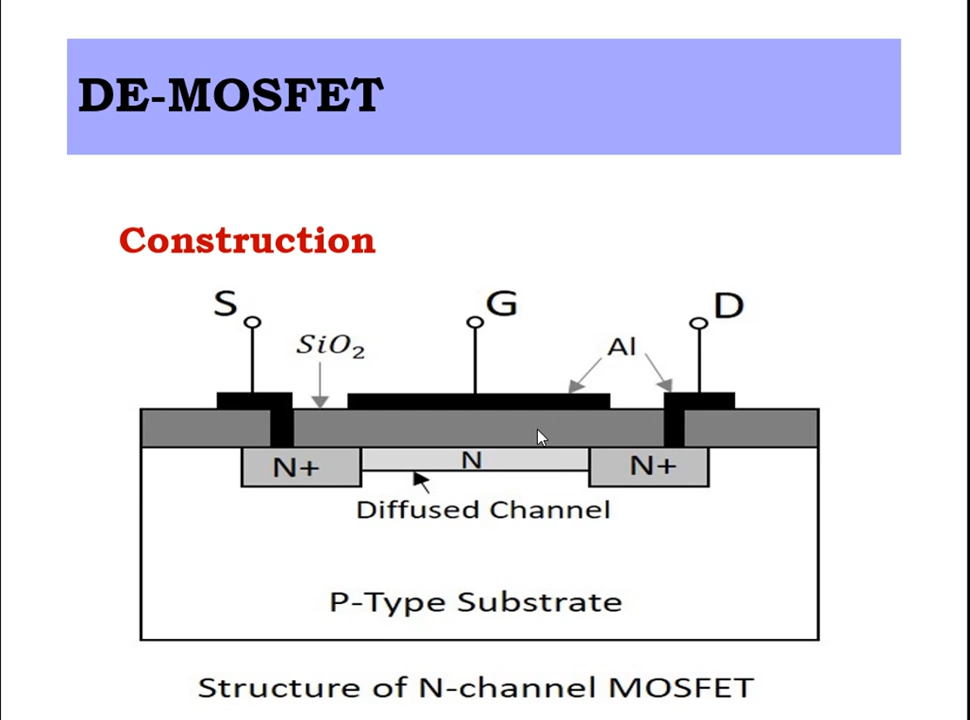 DE-MOSFET
Construction
S G D
SiO₂ Al
N+ N N+
Diffused Channel
P-Type Substrate
Structure of N-channel MOSFET